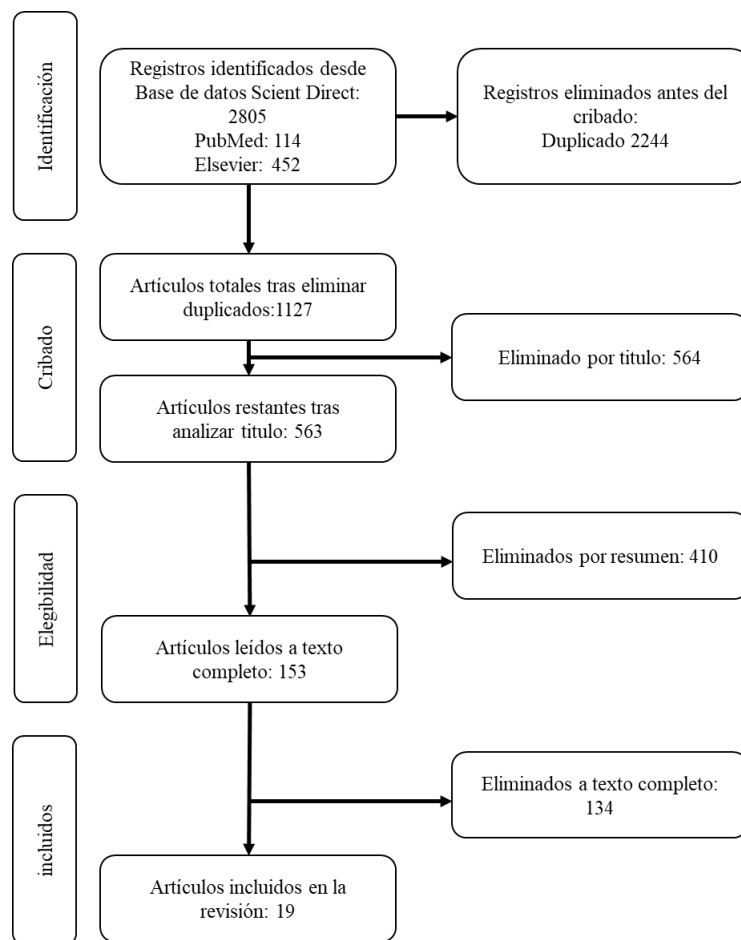 Identificación
Registros identificados desde
Base de datos Scient Direct:
2805
PubMed: 114
Elsevier: 452
Registros eliminados antes del
cribado:
Duplicado 2244
Cribado
Artículos totales tras eliminar
duplicados:1127
Eliminado por titulo: 564
Artículos restantes tras
analizar titulo: 563
Elegibilidad
Eliminados por resumen: 410
Artículos leídos a texto
completo: 153
incluidos
Eliminados a texto completo:
134
Artículos incluidos en la
revisión: 19